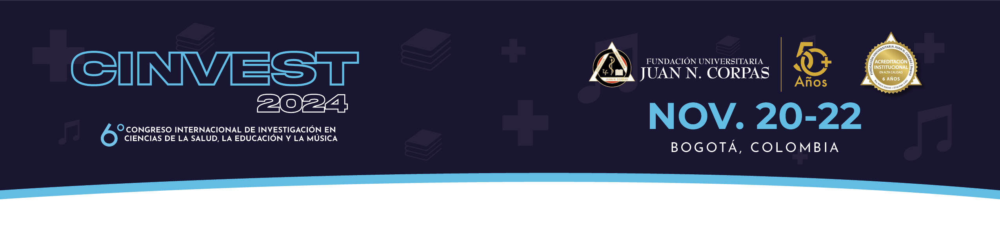 CINVEST
2024
6° CONGRESO INTERNACIONAL DE INVESTIGACIÓN EN
CIENCIAS DE LA SALUD, LA EDUCACIÓN Y LA MÚSICA
FUNDACIÓN
UNIVERSITARIA
JUAN N. CORPAS
FUNDACIÓN UNIVERSITARIA
JUAN N. CORPAS
50+
Años
FUNDACIÓN UNIVERSITARIA JUAN N. CORPAS | Bogotá
ACREDITACIÓN
INSTITUCIONAL
EN ALTA CALIDAD
6 AÑOS
NOV. 20-22
BOGOTÁ, COLOMBIA